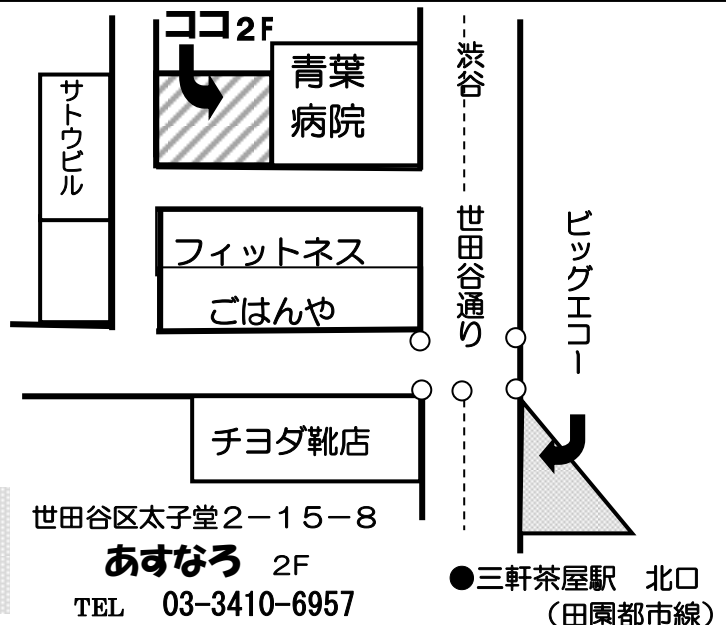 ココ 2F
青葉
病院
渋谷
サトウビル
世田谷通り
ビッグエコー
フィットネス
ごはんや
チヨダ靴店
世田谷区太子堂2－15－8
あすなろ 2F
TEL 03-3410-6957
●三軒茶屋駅 北口
（田園都市線）